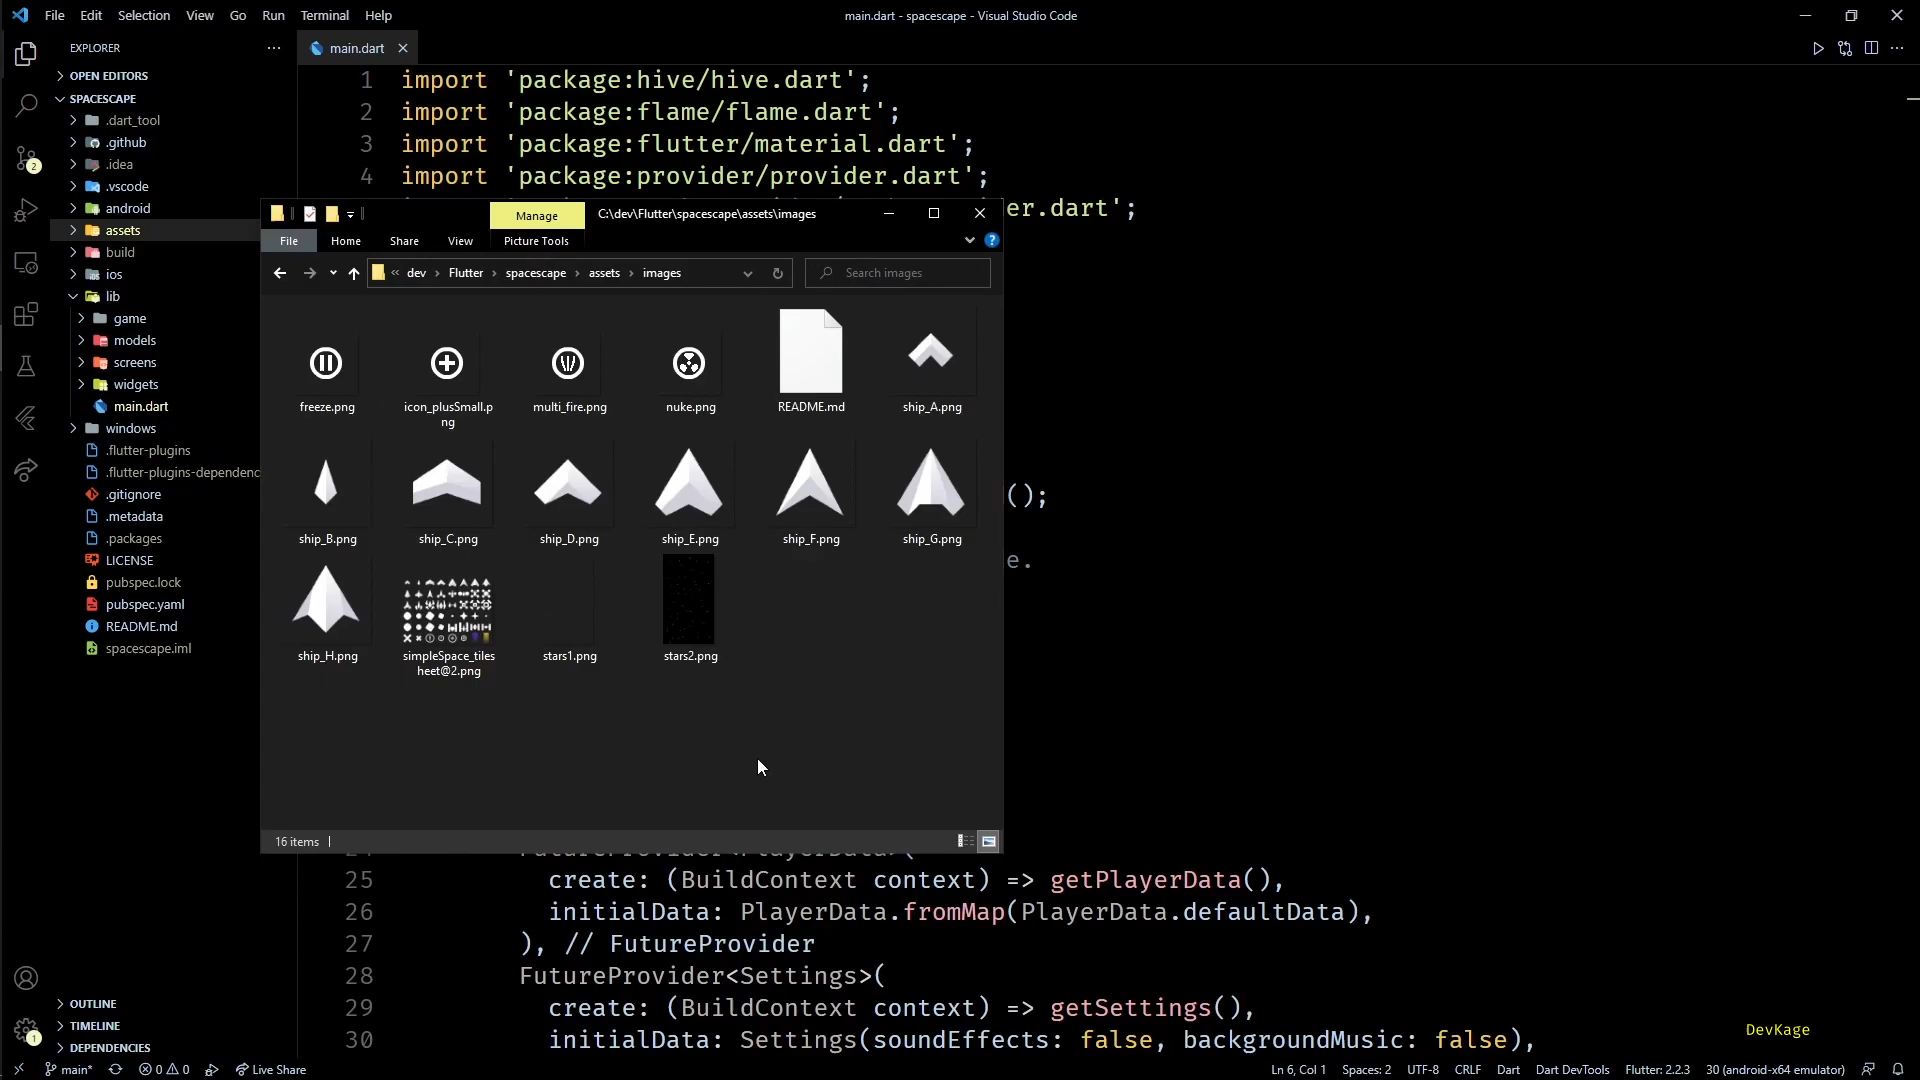 File Edit Selection View Go Run Terminal Help
main.dart - spacescape - Visual Studio Code
EXPLORER
main.dart
OPEN EDITORS
SPACESCAPE
.dart_tool
.github
.idea
.vscode
android
assets
build
ios
lib
game
models
screens
widgets
main.dart
windows
.flutter-plugins
.flutter-plugins-dependenc
.gitignore
.metadata
.packages
LICENSE
pubspec.lock
pubspec.yaml
README.md
spacescape.iml
OUTLINE
TIMELINE
DEPENDENCIES
2
1
1 import 'package:hive/hive.dart';
2 import 'package:flame/flame.dart';
3 import 'package:flutter/material.dart';
4 import 'package:provider/provider.dart';
er.dart';
();
e.
Manage
C:\dev\Flutter\spacescape\assets\images
File Home Share View Picture Tools
« dev › Flutter › spacescape › assets › images
Search images
freeze.png
icon_plusSmall.p
ng
multi_fire.png
nuke.png
README.md
ship_A.png
ship_B.png
ship_C.png
ship_D.png
ship_E.png
ship_F.png
ship_G.png
ship_H.png
simpleSpace_tiles
heet@2.png
stars1.png
stars2.png
16 items
25 create: (BuildContext context) => getPlayerData(),
26 initialData: PlayerData.fromMap(PlayerData.defaultData),
27 ), // FutureProvider
28 FutureProvider<Settings>(
29 create: (BuildContext context) => getSettings(),
30 initialData: Settings(soundEffects: false, backgroundMusic: false),
DevKage
main* 0 0 Live Share
Ln 6, Col 1 Spaces: 2 UTF-8 CRLF Dart Dart DevTools Flutter: 2.2.3 30 (android-x64 emulator)